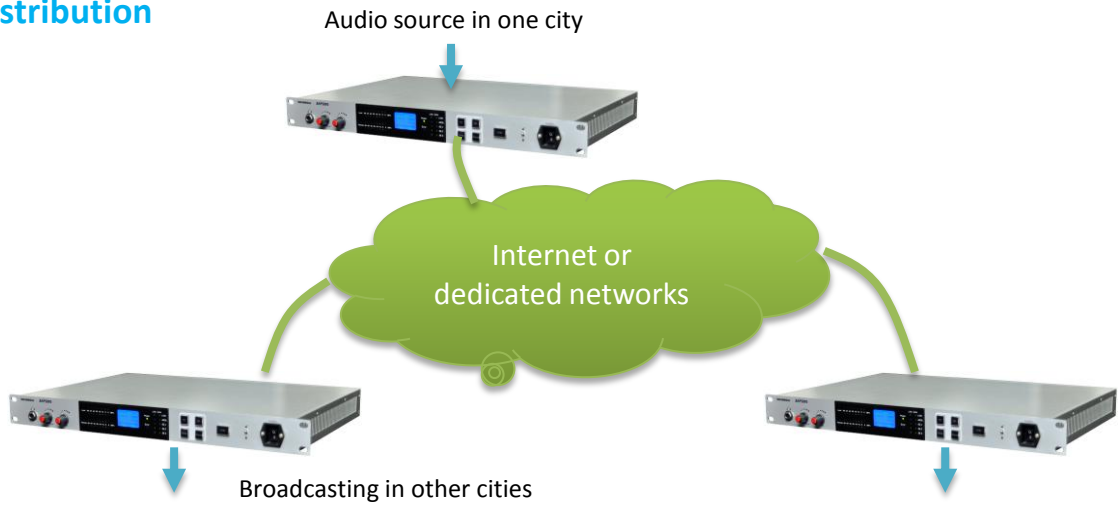 stribution
Audio source in one city
Internet or
dedicated networks
Broadcasting in other cities